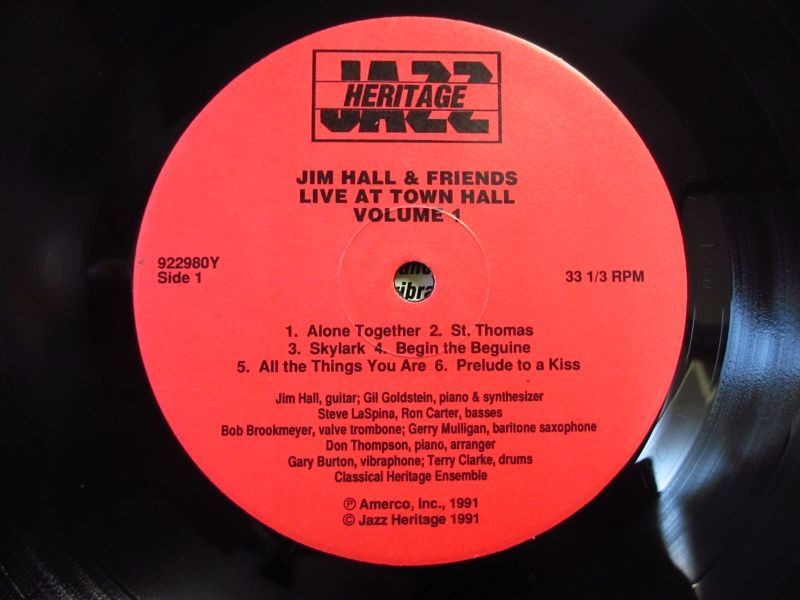 JAZZ
HERITAGE
JIM HALL & FRIENDS
LIVE AT TOWN HALL
VOLUME 1
922980Y
Side 1
33 1/3 RPM
1. Alone Together 2. St. Thomas
3. Skylark 4. Begin the Beguine
5. All the Things You Are 6. Prelude to a Kiss
Jim Hall, guitar; Gil Goldstein, piano & synthesizer
Steve LaSpina, Ron Carter, basses
Bob Brookmeyer, valve trombone; Gerry Mulligan, baritone saxophone
Don Thompson, piano, arranger
Gary Burton, vibraphone; Terry Clarke, drums
Classical Heritage Ensemble
℗ Amerco, Inc., 1991
© Jazz Heritage 1991